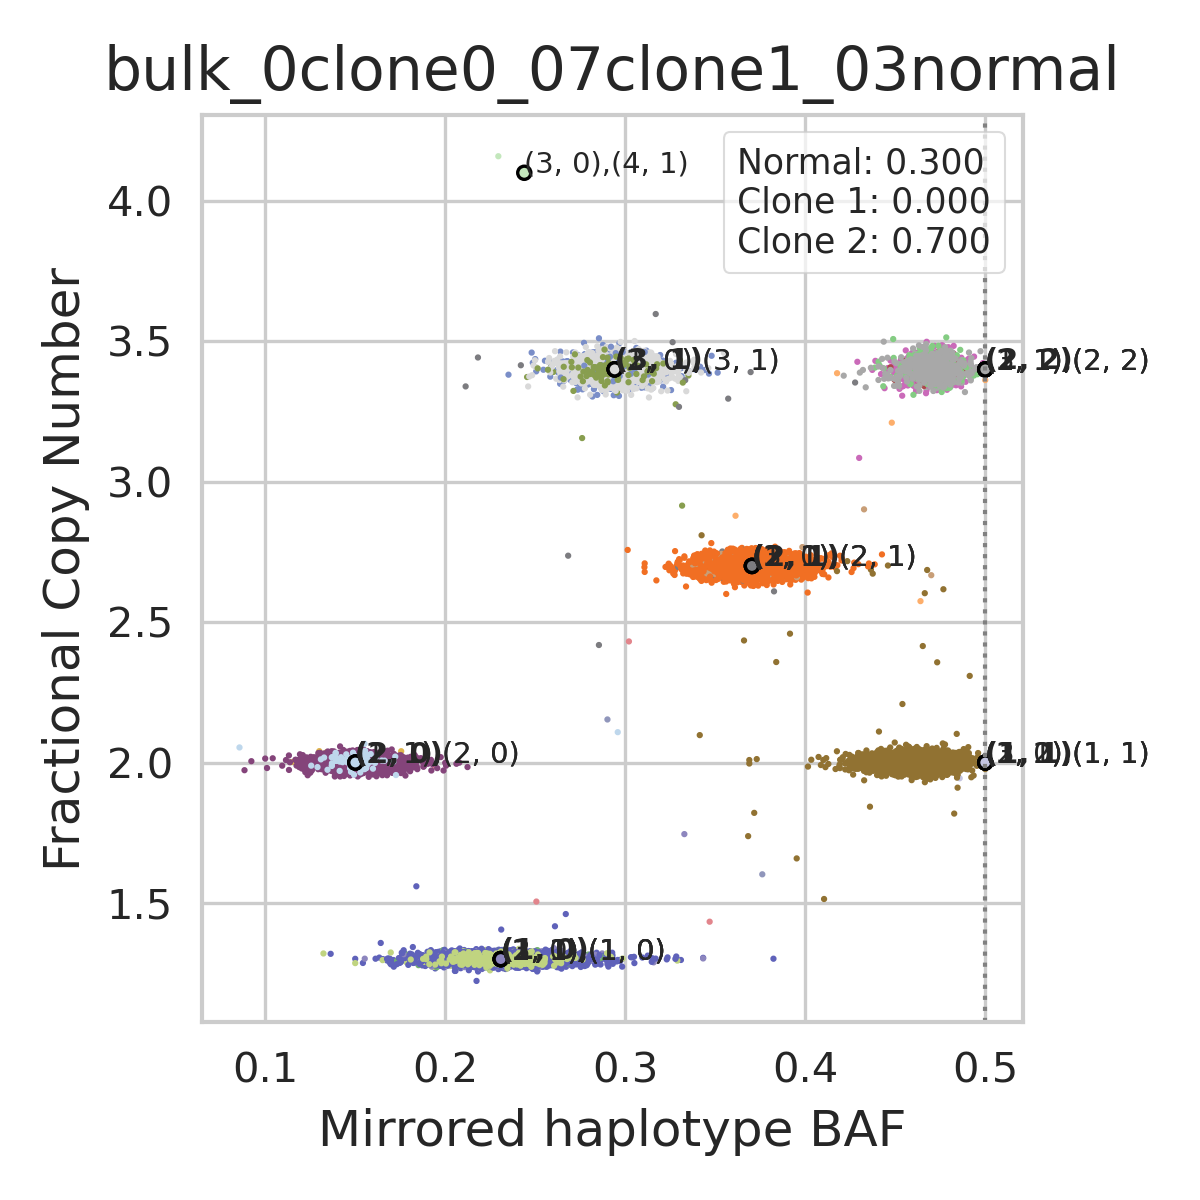 bulk_0clone0_07clone1_03normal
(3, 0),(4, 1)
Normal: 0.300
Clone 1: 0.000
Clone 2: 0.700
4.0
3.5
3.0
2.5
2.0
1.5
(3, 1)
(2, 2)
(2, 1)
(2, 0)
(1, 1)
(1, 0)
Fractional Copy Number
0.1
0.2
0.3
0.4
0.5
Mirrored haplotype BAF